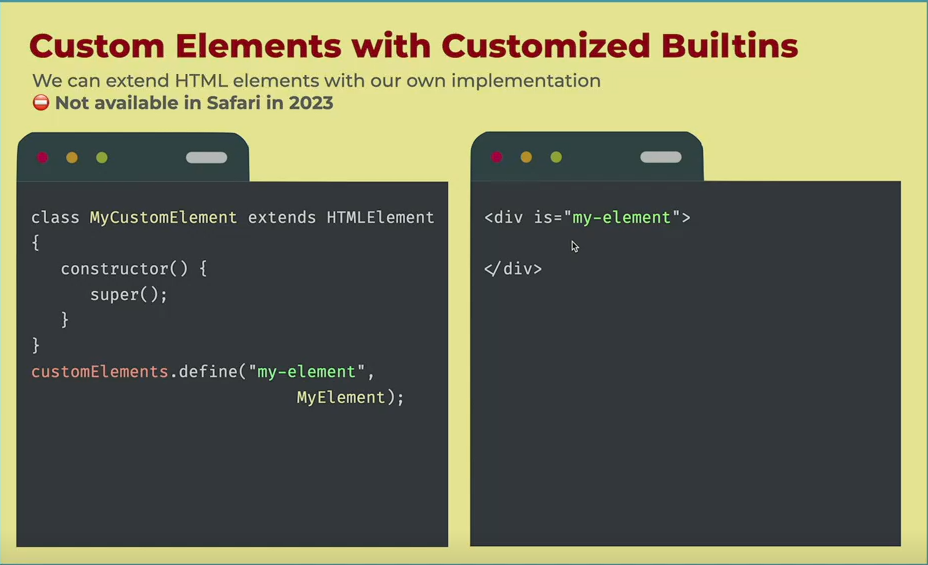 Custom Elements with Customized Builtins
We can extend HTML elements with our own implementation
⛔ Not available in Safari in 2023
class MyCustomElement extends HTMLElement
{
constructor() {
super();
}
}
customElements.define("my-element",
MyElement);
<div is="my-element">
</div>